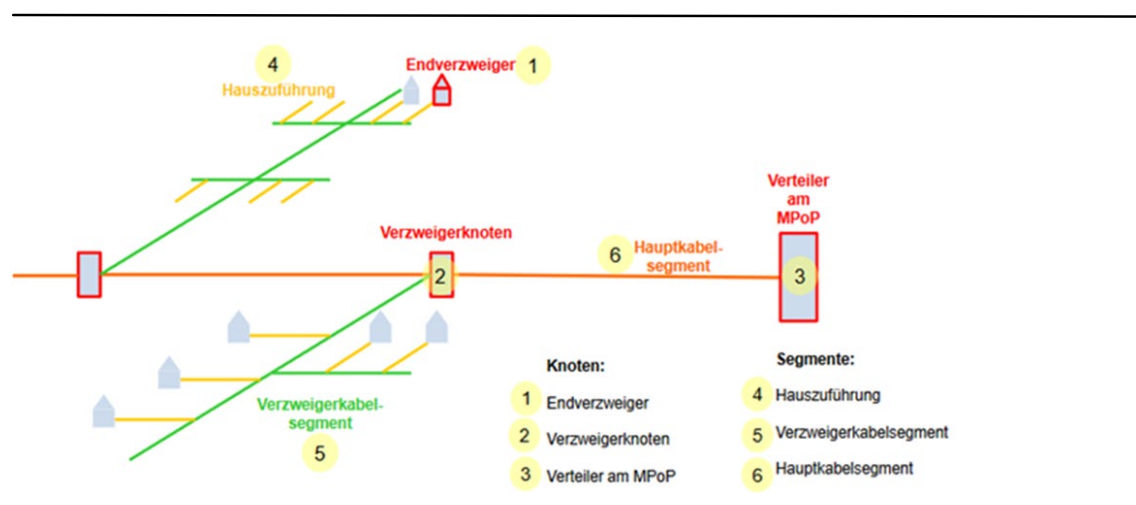 4
Hauszuführung
Endverzweiger 1
Verteiler
am
MPoP
Verzweigerknoten
6 Hauptkabel-
segment
2
3
Verzweigerkabel-
segment
5
Knoten:
1 Endverzweiger
2 Verzweigerknoten
3 Verteiler am MPoP
Segmente:
4 Hauszuführung
5 Verzweigerkabelsegment
6 Hauptkabelsegment